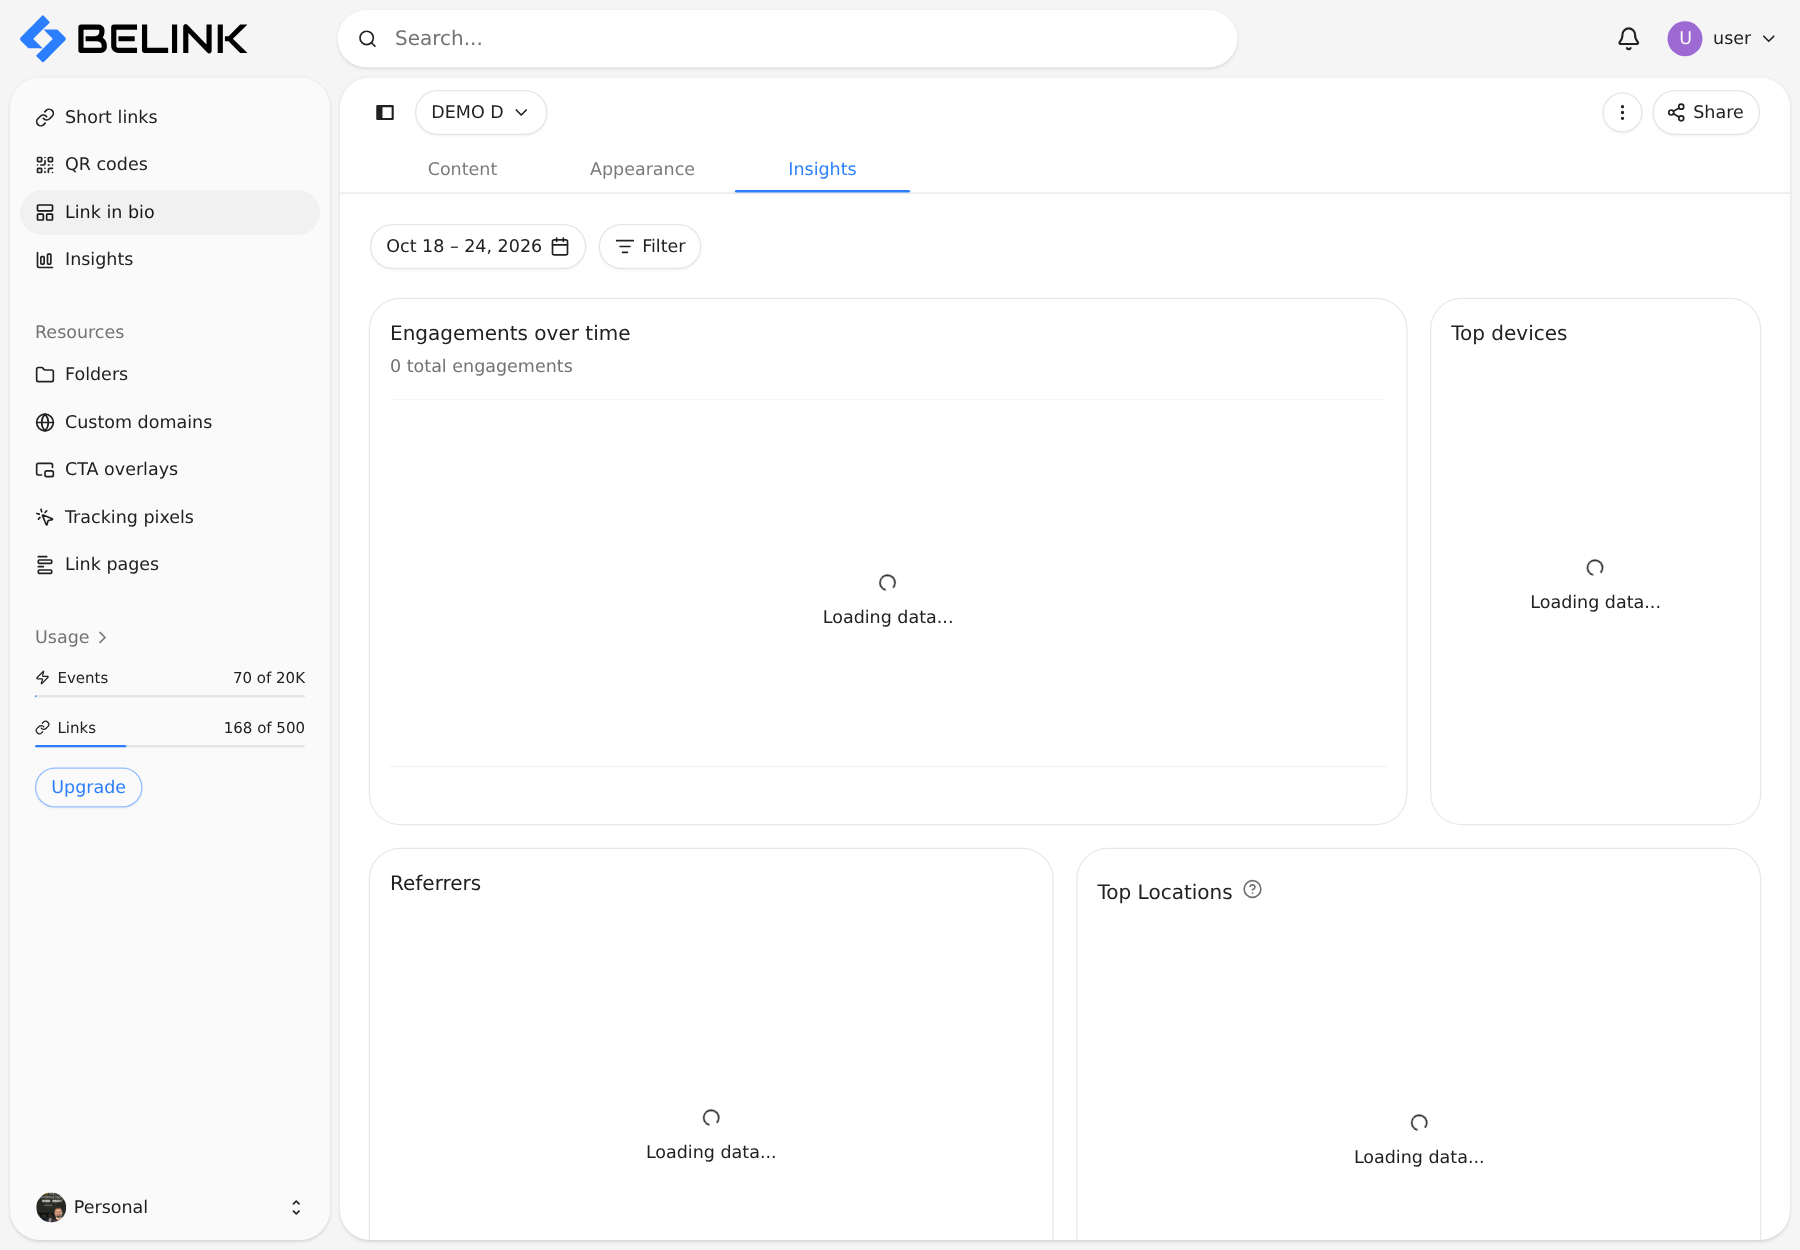 BELINK
Search...
U
user
Short links
QR codes
Link in bio
Insights
Resources
Folders
Custom domains
CTA overlays
Tracking pixels
Link pages
Usage
Events 70 of 20K
Links 168 of 500
Upgrade
Personal
DEMO D
Share
Content Appearance Insights
Oct 18 – 24, 2026
Filter
Engagements over time
0 total engagements
Loading data...
Top devices
Loading data...
Referrers
Loading data...
Top Locations
Loading data...